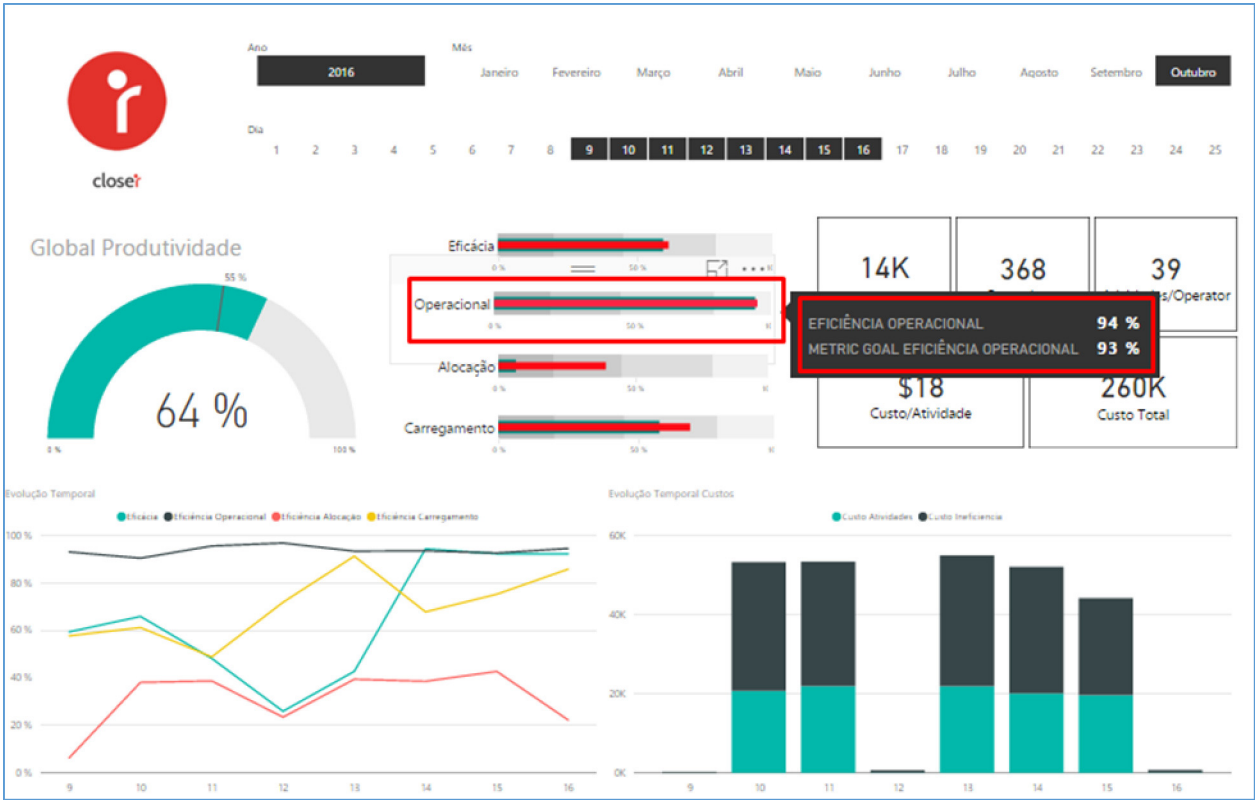 Ano
2016
Mês
Janeiro Fevereiro Março Abril Maio Junho Julho Agosto Setembro Outubro
Dia
1 2 3 4 5 6 7 8 9 10 11 12 13 14 15 16 17 18 19 20 21 22 23 24 25
closer
Global Produtividade
55 %
64 %
0 % 100 %
Eficácia
0 % 50 %
Operacional
0 % 50 %
Alocação
0 % 50 %
Carregamento
0 % 50 %
14K
368
39
/Operator
EFICIÊNCIA OPERACIONAL 94 %
METRIC GOAL EFICIÊNCIA OPERACIONAL 93 %
$18
Custo/Atividade
260K
Custo Total
Evolução Temporal
Eficácia Eficiência Operacional Eficiência Alocação Eficiência Carregamento
100 %
80 %
60 %
40 %
20 %
0 %
9 10 11 12 13 14 15 16
Evolução Temporal Custos
Custo Atividades Custo Ineficiencia
60K
40K
20K
0K
9 10 11 12 13 14 15 16